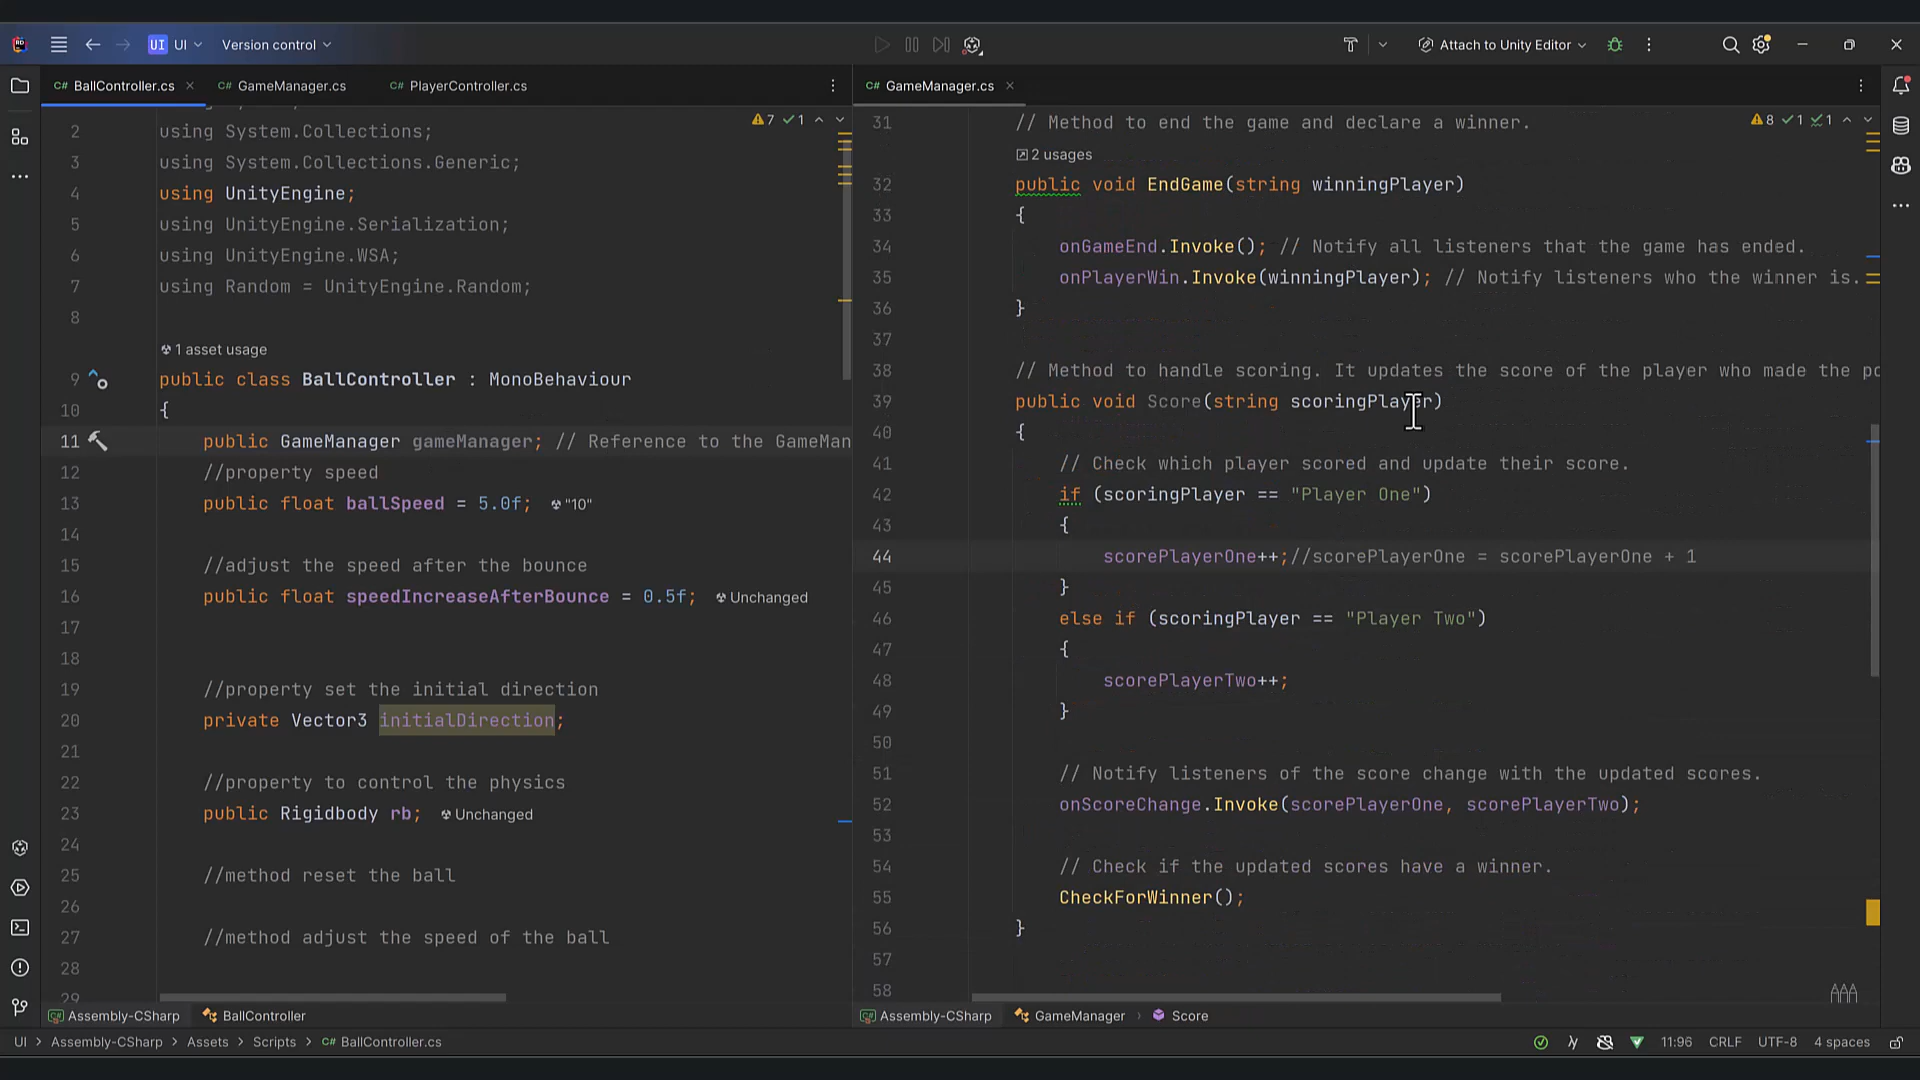 UI UI Version control Attach to Unity Editor
C# BallController.cs C# GameManager.cs C# PlayerController.cs
7 1
2 using System.Collections;
3 using System.Collections.Generic;
4 using UnityEngine;
5 using UnityEngine.Serialization;
6 using UnityEngine.WSA;
7 using Random = UnityEngine.Random;
8
1 asset usage
9 public class BallController : MonoBehaviour
10 {
11 public GameManager gameManager; // Reference to the GameMan
12 //property speed
13 public float ballSpeed = 5.0f; "10"
14
15 //adjust the speed after the bounce
16 public float speedIncreaseAfterBounce = 0.5f; Unchanged
17
18
19 //property set the initial direction
20 private Vector3 initialDirection;
21
22 //property to control the physics
23 public Rigidbody rb; Unchanged
24
25 //method reset the ball
26
27 //method adjust the speed of the ball
28
29
Assembly-CSharp BallController
C# GameManager.cs
8 1 1
31 // Method to end the game and declare a winner.
2 usages
32 public void EndGame(string winningPlayer)
33 {
34 onGameEnd.Invoke(); // Notify all listeners that the game has ended.
35 onPlayerWin.Invoke(winningPlayer); // Notify listeners who the winner is.
36 }
37
38 // Method to handle scoring. It updates the score of the player who made the po
39 public void Score(string scoringPlayer)
40 {
41 // Check which player scored and update their score.
42 if (scoringPlayer == "Player One")
43 {
44 scorePlayerOne++;//scorePlayerOne = scorePlayerOne + 1
45 }
46 else if (scoringPlayer == "Player Two")
47 {
48 scorePlayerTwo++;
49 }
50
51 // Notify listeners of the score change with the updated scores.
52 onScoreChange.Invoke(scorePlayerOne, scorePlayerTwo);
53
54 // Check if the updated scores have a winner.
55 CheckForWinner();
56 }
57
58
Assembly-CSharp GameManager > Score
UI > Assembly-CSharp > Assets > Scripts > C# BallController.cs 11:96 CRLF UTF-8 4 spaces